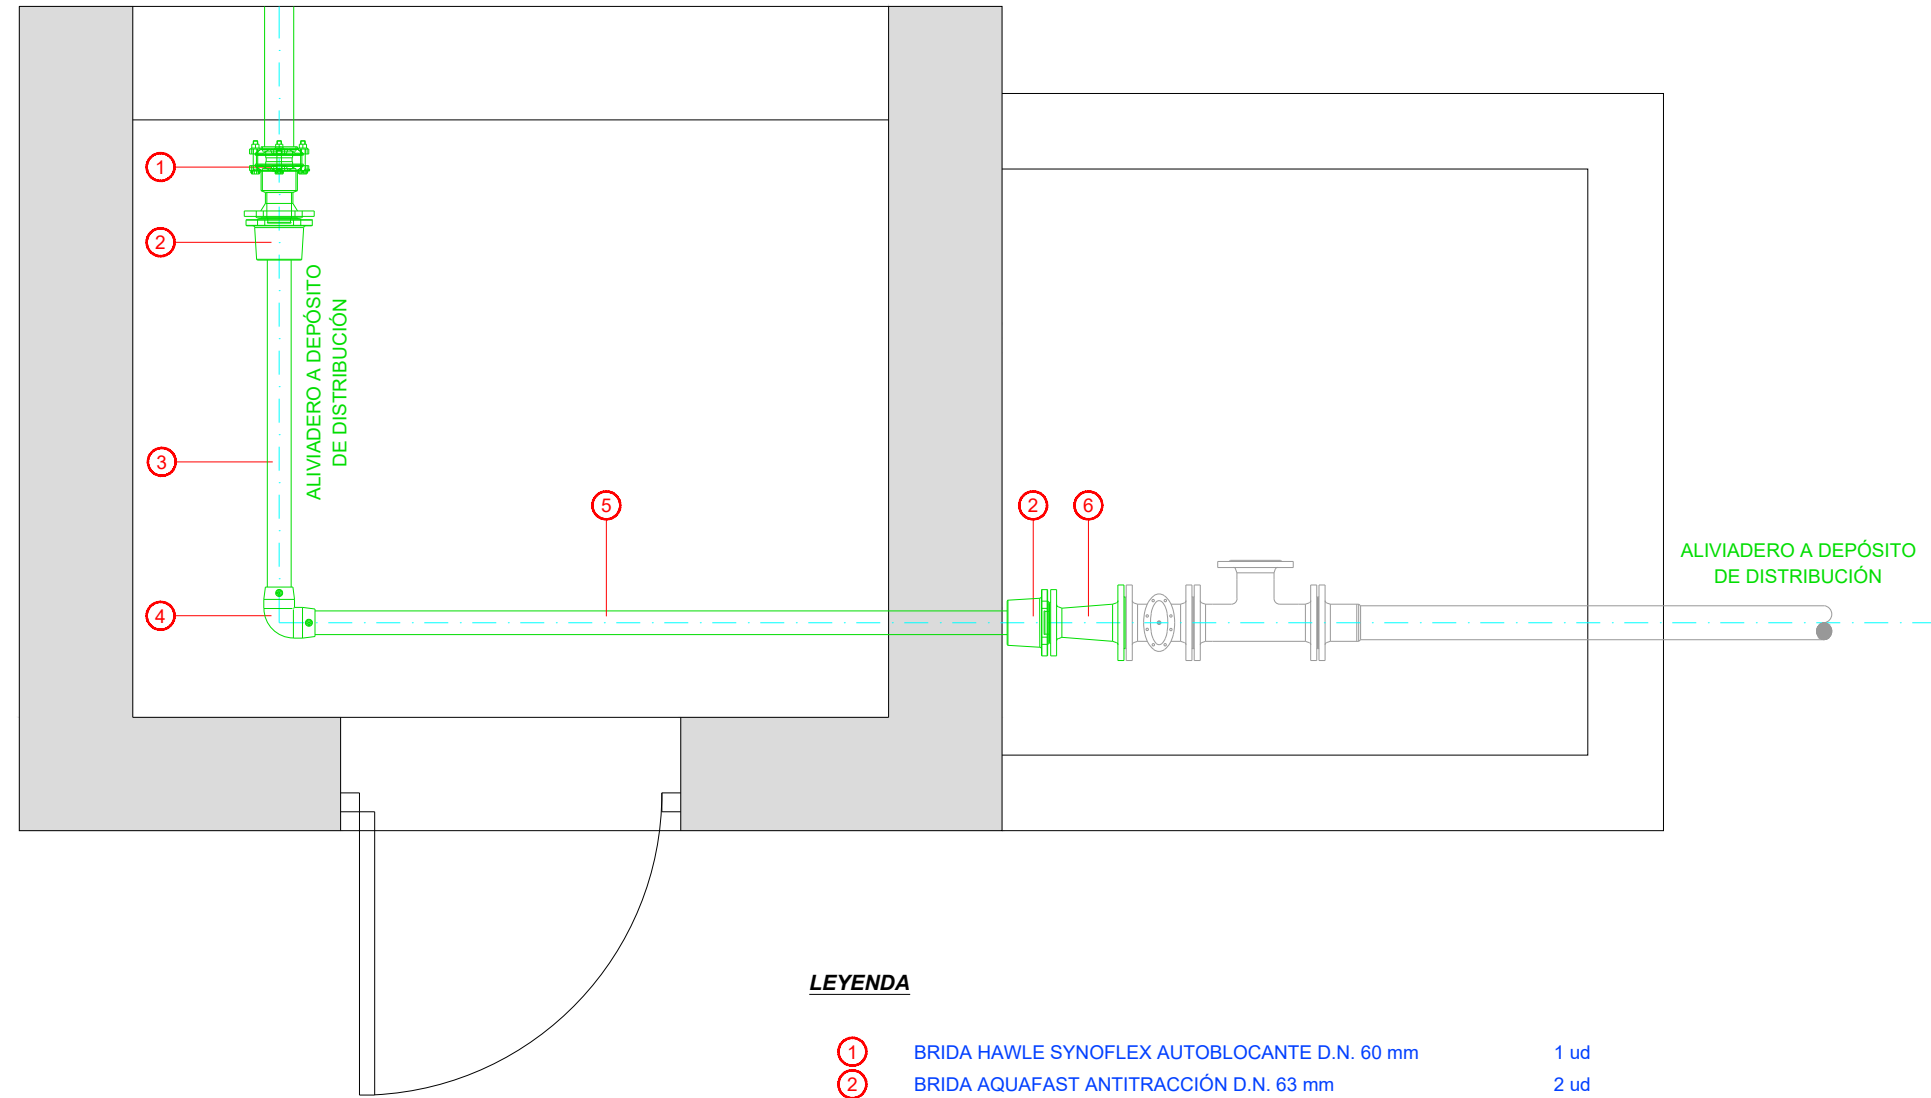 1
2
ALIVIADERO A DEPÓSITO
DE DISTRIBUCIÓN
3
5
2
6
ALIVIADERO A DEPÓSITO
DE DISTRIBUCIÓN
4
LEYENDA
1 BRIDA HAWLE SYNOFLEX AUTOBLOCANTE D.N. 60 mm 1 ud
2 BRIDA AQUAFAST ANTITRACCIÓN D.N. 63 mm 2 ud